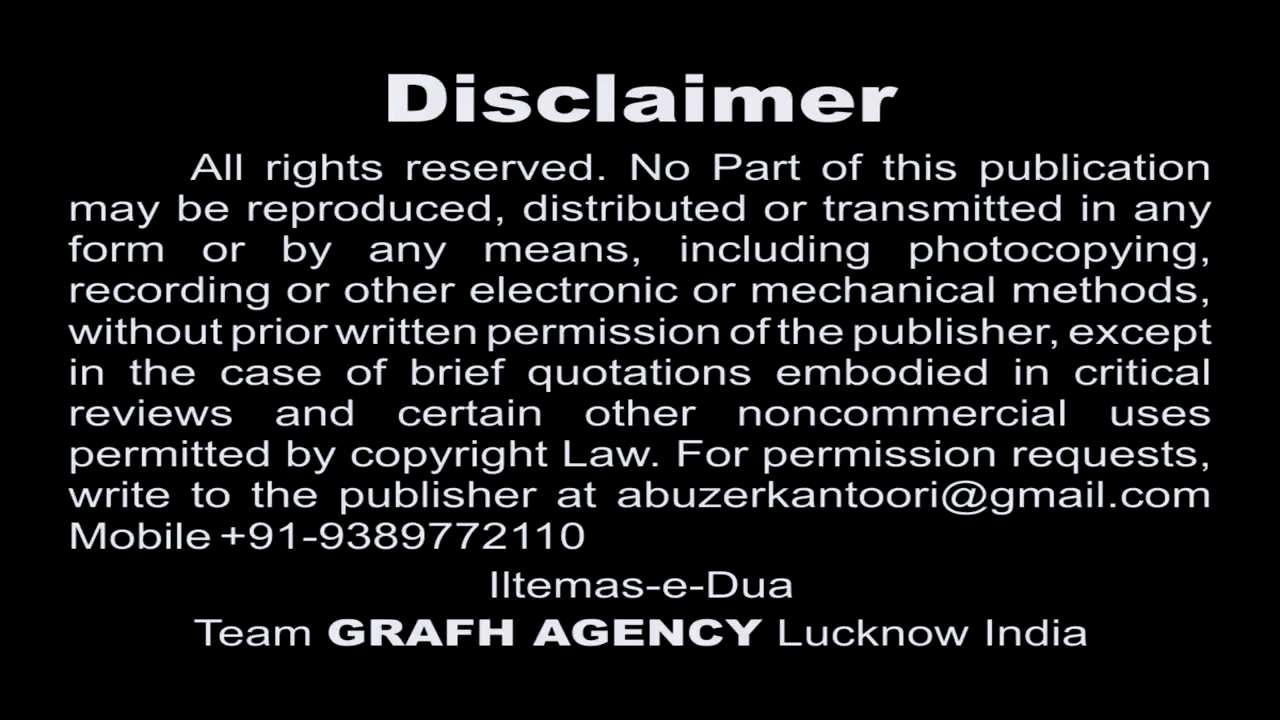 Disclaimer
All rights reserved. No Part of this publication
may be reproduced, distributed or transmitted in any
form or by any means, including photocopying,
recording or other electronic or mechanical methods,
without prior written permission of the publisher, except
in the case of brief quotations embodied in critical
reviews and certain other noncommercial uses
permitted by copyright Law. For permission requests,
write to the publisher at abuzerkantoori@gmail.com
Mobile +91-9389772110
IItemas-e-Dua
Team GRAFH AGENCY Lucknow India